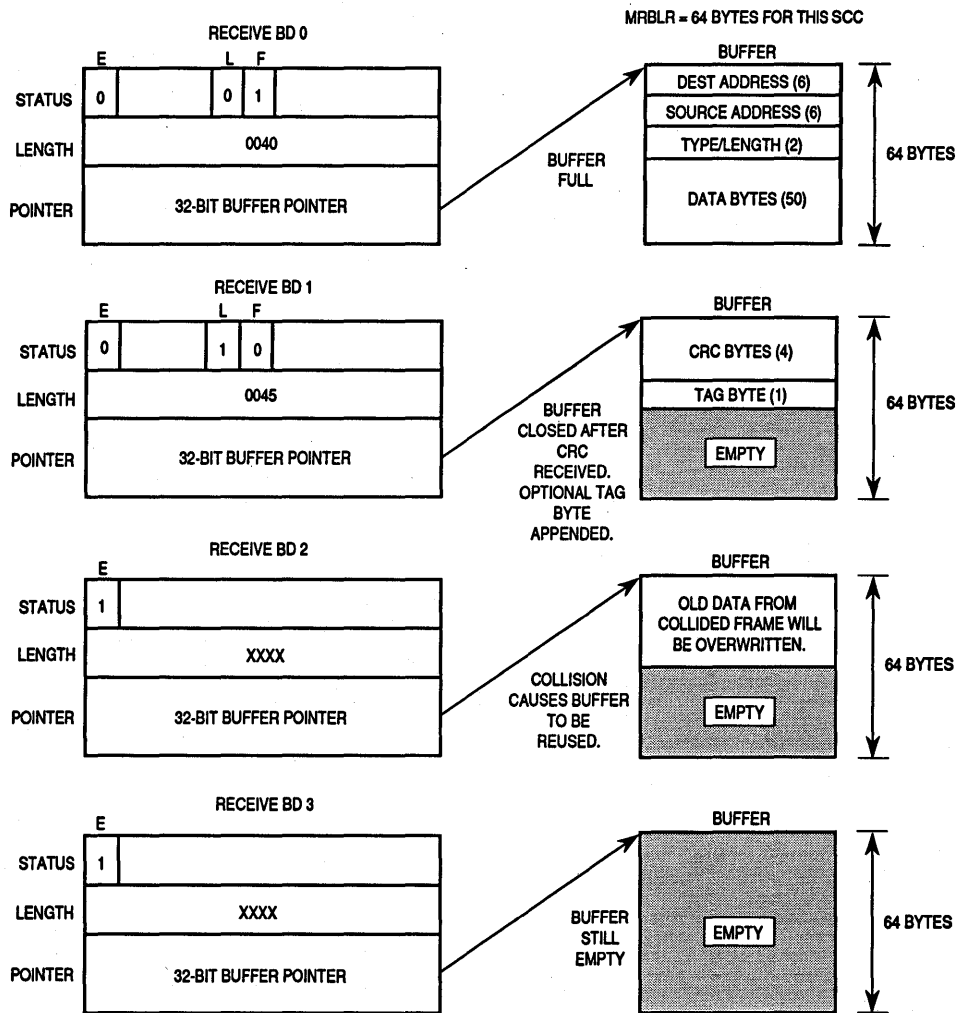 MRBLR = 64 BYTES FOR THIS SCC
RECEIVE BD 0
E L F
STATUS 0 0 1
LENGTH 0040
POINTER 32-BIT BUFFER POINTER
BUFFER
FULL
BUFFER
DEST ADDRESS (6)
SOURCE ADDRESS (6)
TYPE/LENGTH (2)
DATA BYTES (50)
64 BYTES
RECEIVE BD 1
E L F
STATUS 0 1 0
LENGTH 0045
POINTER 32-BIT BUFFER POINTER
BUFFER
CLOSED AFTER
CRC
RECEIVED.
OPTIONAL TAG
BYTE
APPENDED.
BUFFER
CRC BYTES (4)
TAG BYTE (1)
EMPTY
64 BYTES
RECEIVE BD 2
E
STATUS 1
LENGTH XXXX
POINTER 32-BIT BUFFER POINTER
COLLISION
CAUSES BUFFER
TO BE
REUSED.
BUFFER
OLD DATA FROM
COLLIDED FRAME WILL
BE OVERWRITTEN.
EMPTY
64 BYTES
RECEIVE BD 3
E
STATUS 1
LENGTH XXXX
POINTER 32-BIT BUFFER POINTER
BUFFER
STILL
EMPTY
BUFFER
EMPTY
64 BYTES